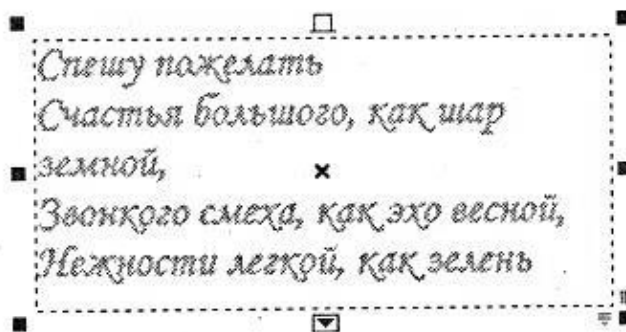 Спешу пожелать
Счастья большого, как шар
земной,
Звонкого смеха, как эхо весной,
Нежности легкой, как зелень